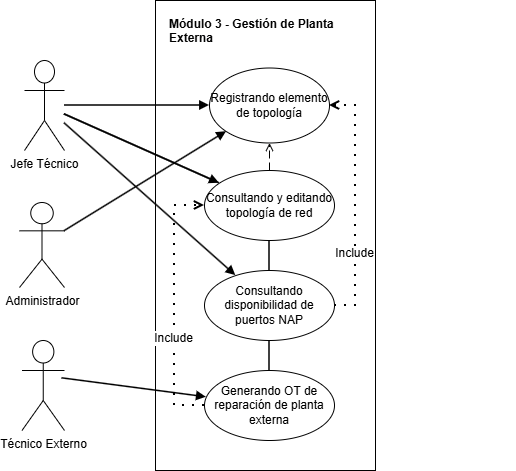 Módulo 3 - Gestión de Planta
Externa
Registrando elemento
de topología
Jefe Técnico
Consultando y editando
topología de red
Include
Administrador
Consultando
disponibilidad de
puertos NAP
Include
Generando OT de
reparación de planta
externa
Técnico Externo